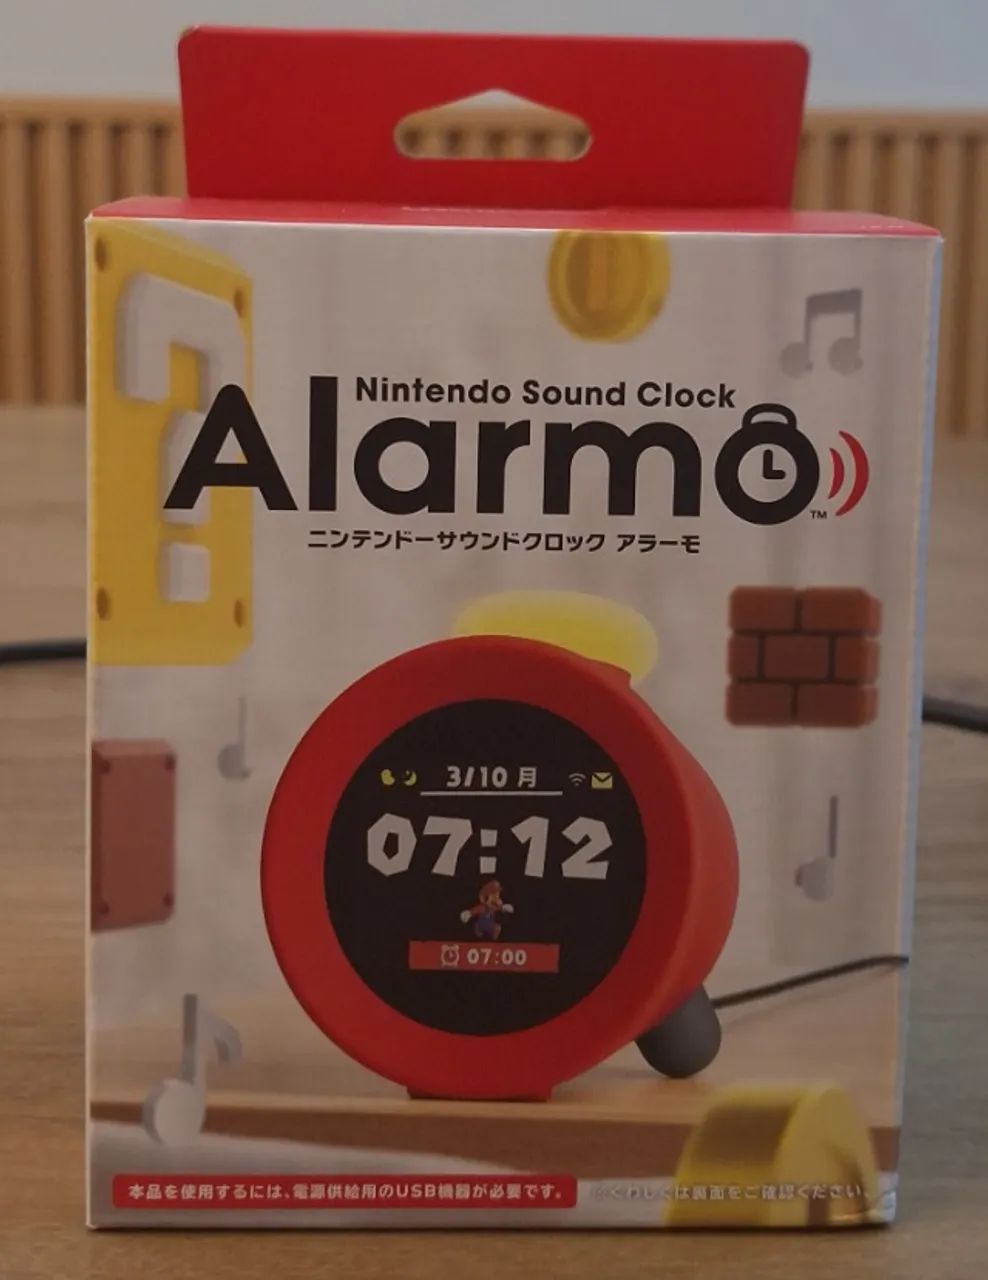 Nintendo Sound Clock
Alarmo
TM
ニンテンドーサウンドクロック アラーモ
3/10 月
07:12
07:00
本品を使用するには、電源供給用のUSB機器が必要です。 ※くわしくは裏面をご確認ください。